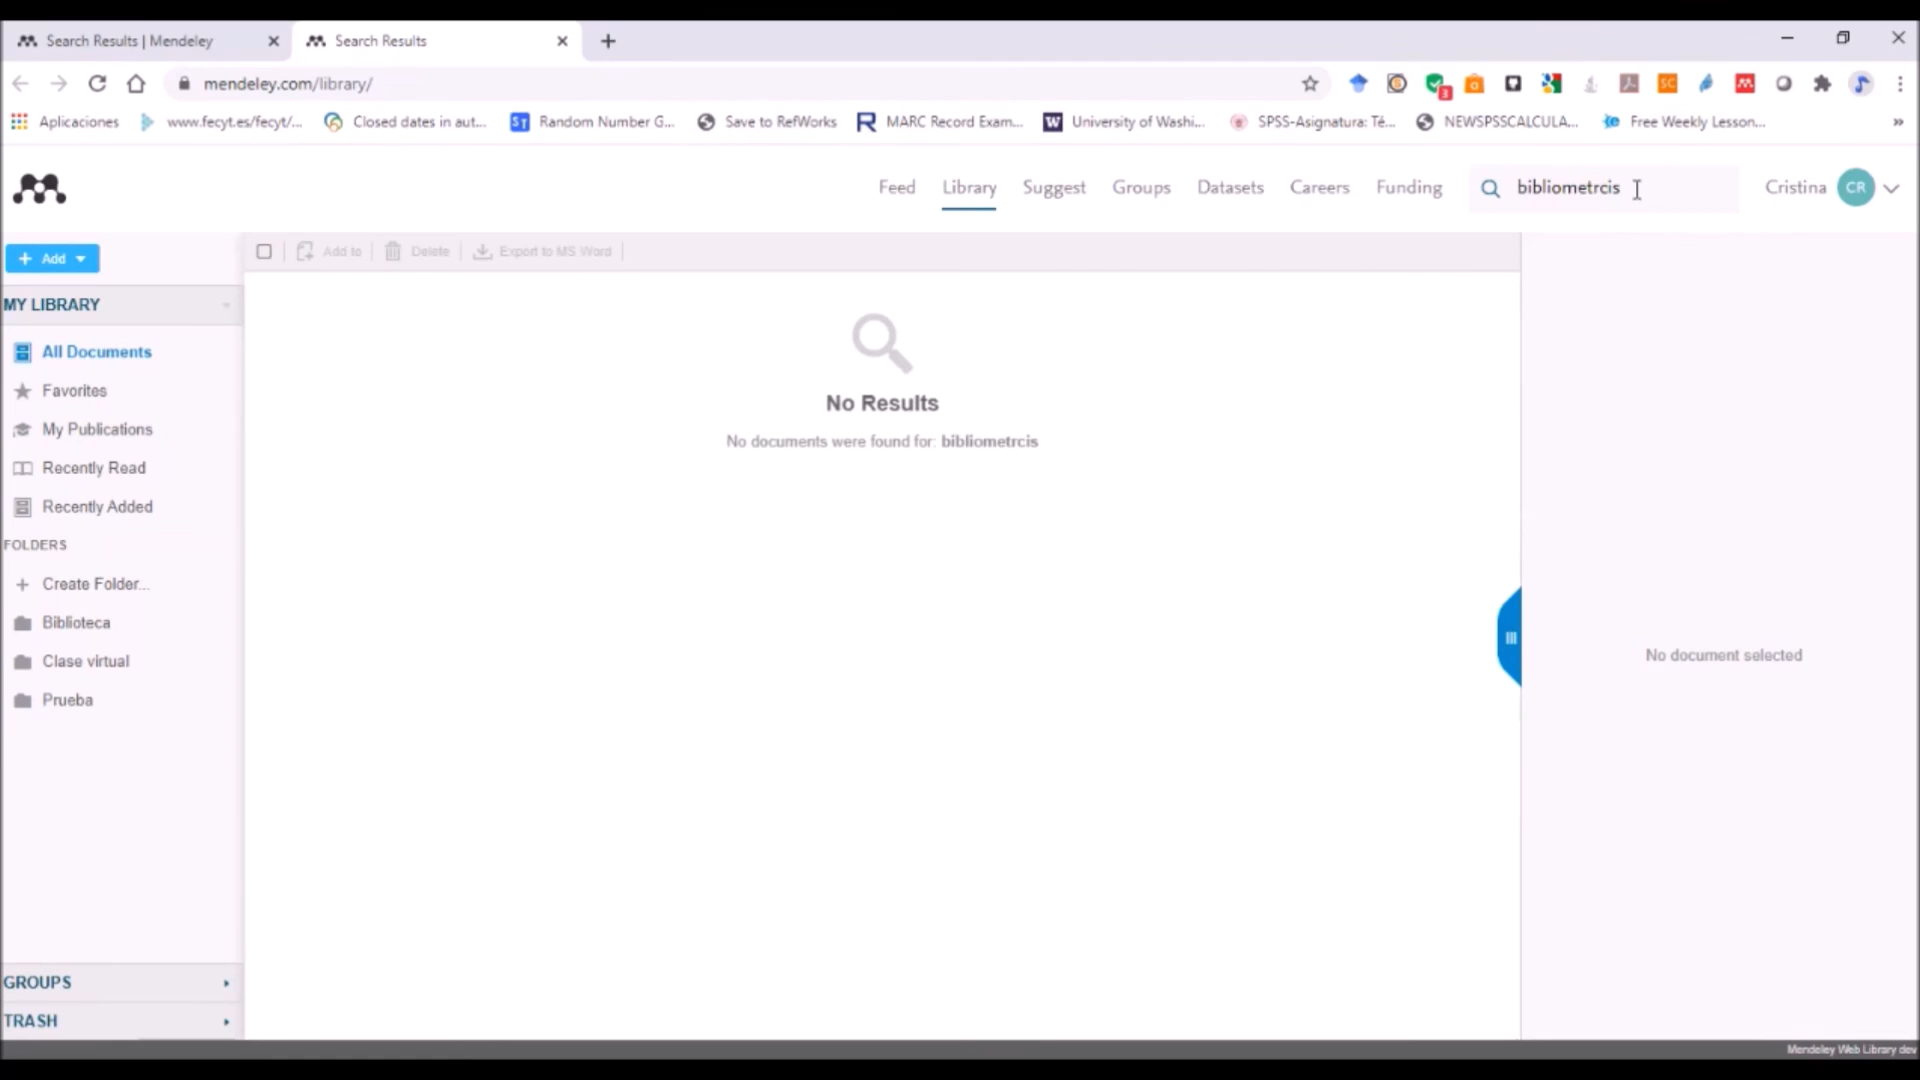 Search Results | Mendeley
Search Results
mendeley.com/library/
3
SC
Aplicaciones
www.fecyt.es/fecyt/...
Closed dates in aut...
ST
Random Number G...
Save to RefWorks
R
MARC Record Exam...
W
University of Washi...
SPSS-Asignatura: Té...
NEWSPSSCALCULA...
Free Weekly Lesson...
»
Feed
Library
Suggest
Groups
Datasets
Careers
Funding
bibliometrcis
Cristina
CR
+ Add
Add to
Delete
Export to MS Word
MY LIBRARY
All Documents
Favorites
My Publications
Recently Read
Recently Added
FOLDERS
+ Create Folder...
Biblioteca
Clase virtual
Prueba
No Results
No documents were found for: bibliometrcis
No document selected
GROUPS
TRASH
Mendeley Web Library dev